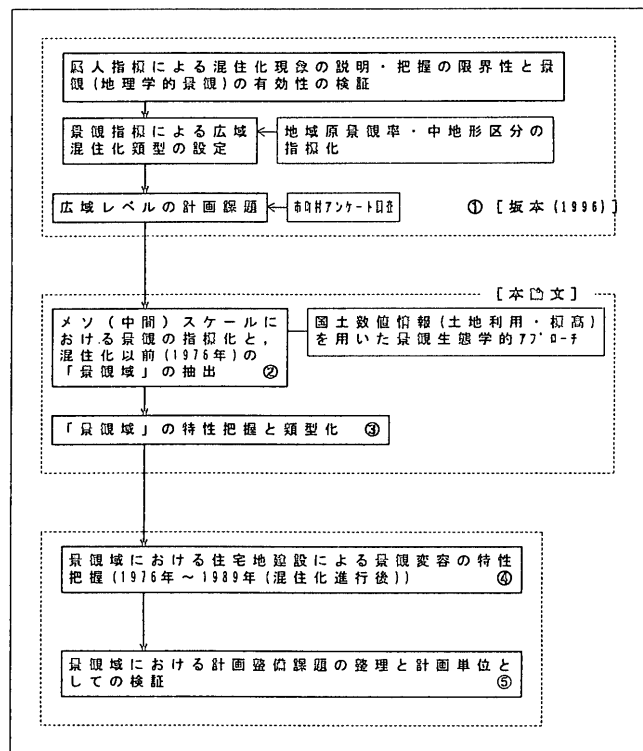 属人指標による混住化現象の説明・把握の限界性と景
観(地理学的景観)の有効性の検証
景観指標による広域
混住化類型の設定
地域原景観率・中地形区分の
指標化
広域レベルの計画課題
市町村アンケート調査
① [坂本(1996)]
[本論文]
メソ(中間)スケールに
おける景観の指標化と,
混住化以前(1976年)の
「景観域」の抽出 ②
国土数値情報(土地利用・標高)
を用いた景観生態学的アプローチ
「景観域」の特性把握と類型化 ③
景観域における住宅地建設による景観変容の特性
把握(1976年～1989年(混住化進行後)) ④
景観域における計画整備課題の整理と計画単位と
しての検証 ⑤